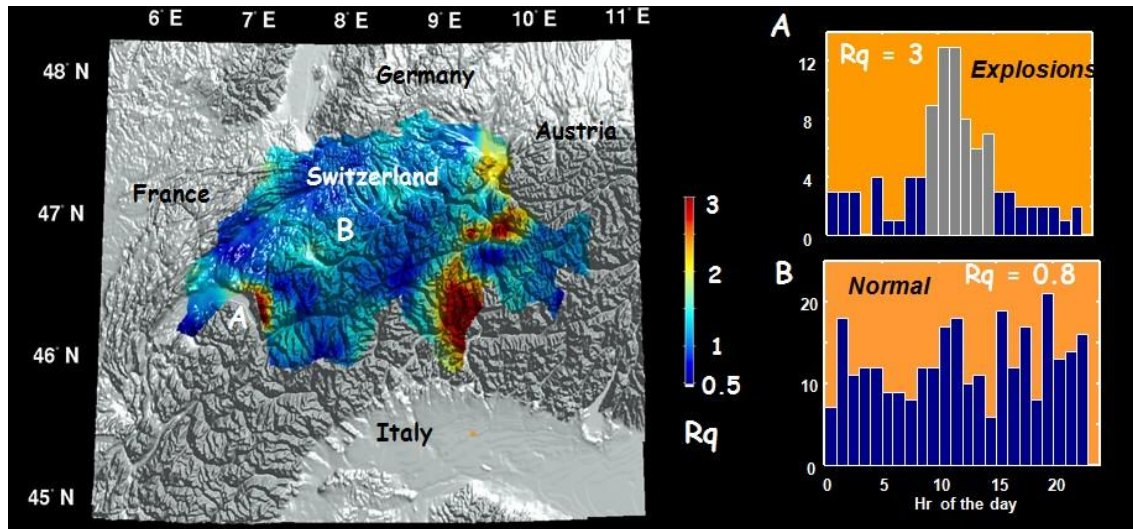 6° E 7° E 8° E 9° E 10° E 11° E
48° N
47° N
46° N
45° N
Germany
Austria
Switzerland
France
B
A
Italy
3
2
1
0.5
Rq
A
Rq = 3
Explosions
12
8
4
0
B
Normal
Rq = 0.8
20
10
0
0 5 10 15 20
Hr of the day